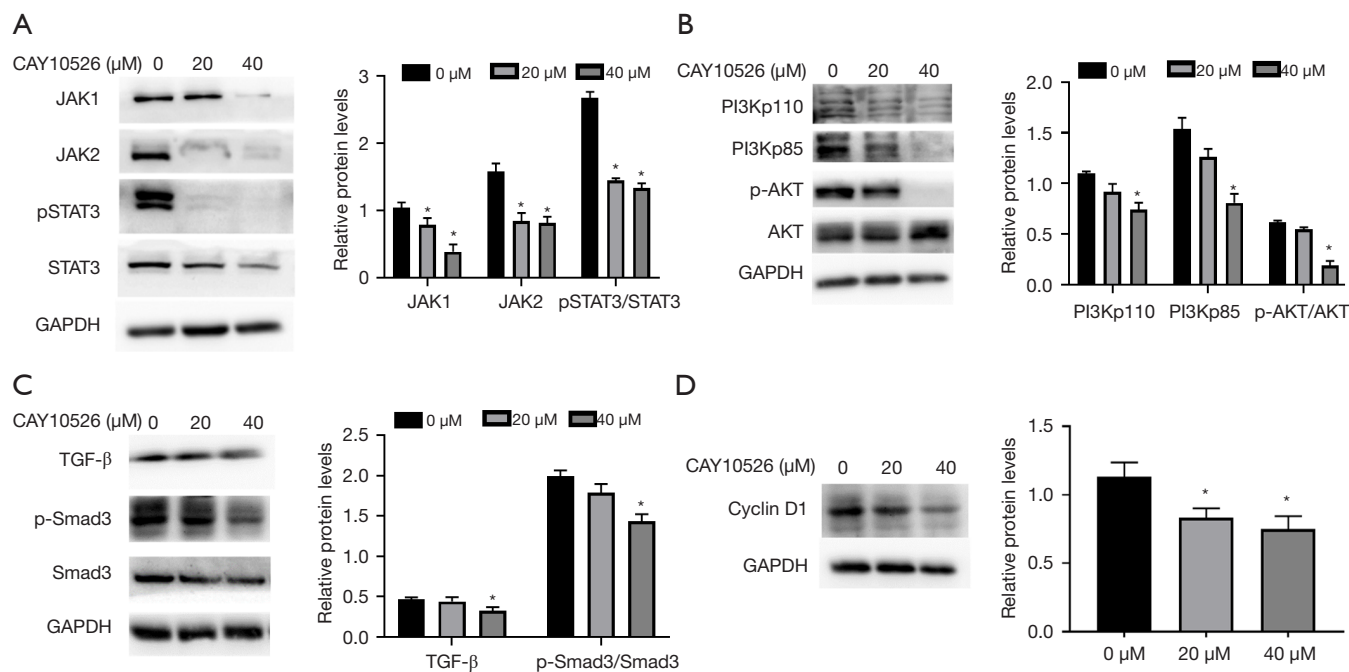 A
CAY10526 (µM) 0 20 40
JAK1
JAK2
pSTAT3
STAT3
GAPDH
0 µM 20 µM 40 µM
Relative protein levels
3
2
1
0
* * * * * *
JAK1 JAK2 pSTAT3/STAT3
B
CAY10526 (µM) 0 20 40
PI3Kp110
PI3Kp85
p-AKT
AKT
GAPDH
0 µM 20 µM 40 µM
Relative protein levels
2.0
1.5
1.0
0.5
0.0
* * *
PI3Kp110 PI3Kp85 p-AKT/AKT
C
CAY10526 (µM) 0 20 40
TGF-β
p-Smad3
Smad3
GAPDH
0 µM 20 µM 40 µM
Relative protein levels
2.5
2.0
1.5
1.0
0.5
0.0
* *
TGF-β p-Smad3/Smad3
D
CAY10526 (µM) 0 20 40
Cyclin D1
GAPDH
Relative protein levels
1.5
1.0
0.5
0.0
* *
0 µM 20 µM 40 µM